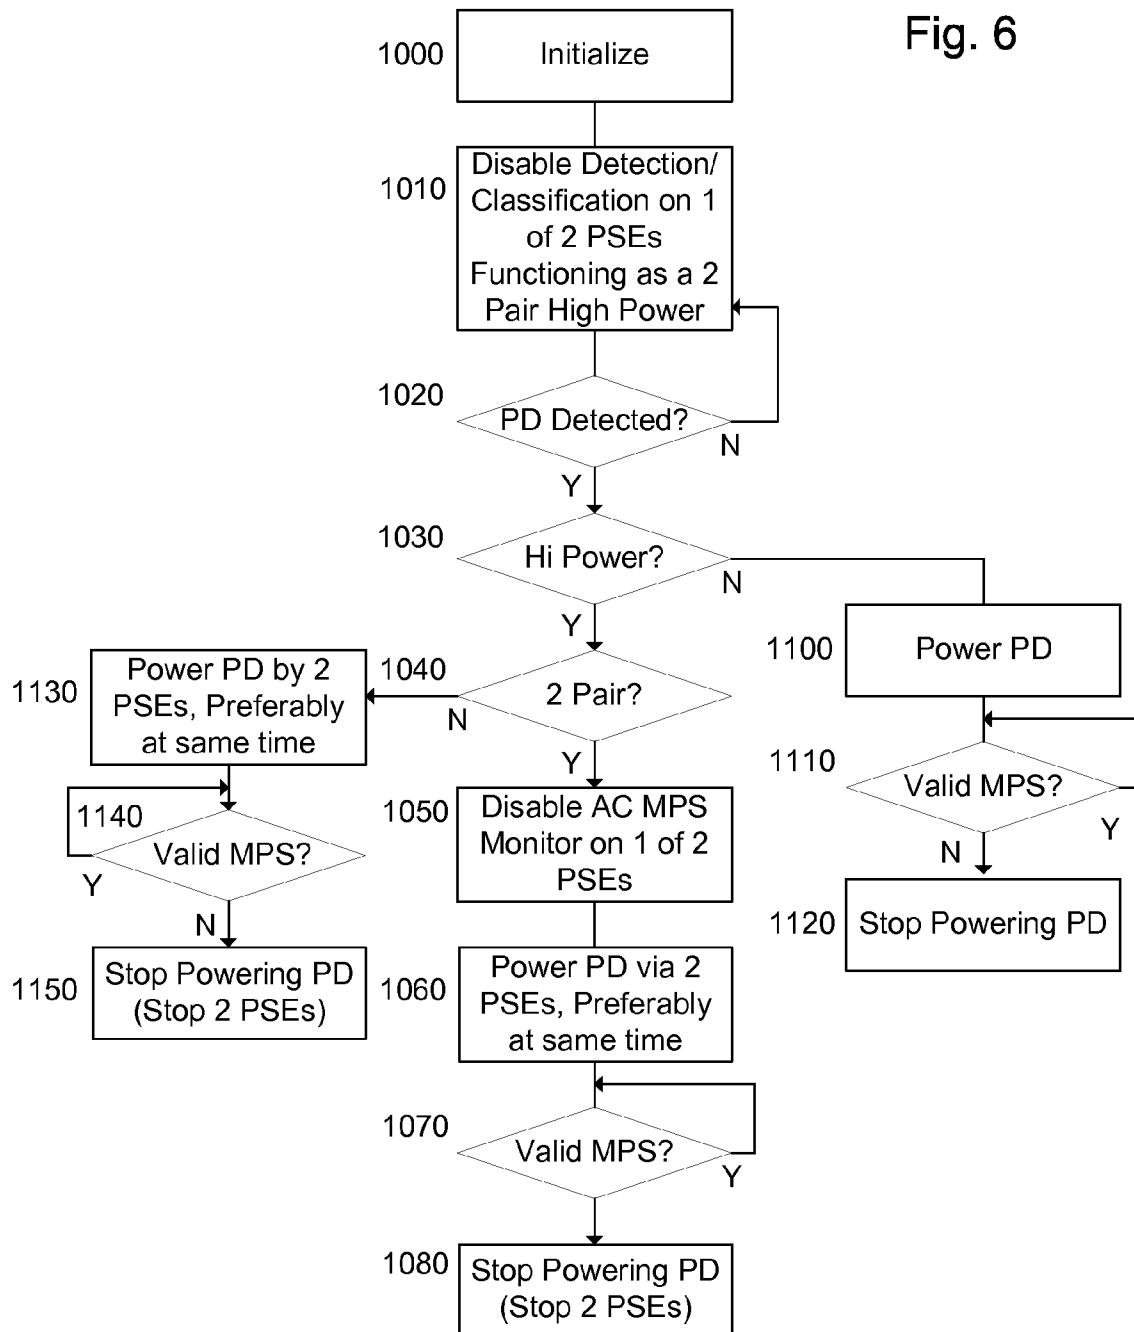 Fig. 6
1000
Initialize
1010
Disable Detection/
Classification on 1
of 2 PSEs
Functioning as a 2
Pair High Power
1020
PD Detected?
N
Y
1030
Hi Power?
N
Y
1040
2 Pair?
N
Y
1130
Power PD by 2
PSEs, Preferably
at same time
1140
Valid MPS?
Y
N
1150
Stop Powering PD
(Stop 2 PSEs)
1050
Disable AC MPS
Monitor on 1 of 2
PSEs
1060
Power PD via 2
PSEs, Preferably
at same time
1070
Valid MPS?
Y
1080
Stop Powering PD
(Stop 2 PSEs)
1100
Power PD
1110
Valid MPS?
Y
N
1120
Stop Powering PD